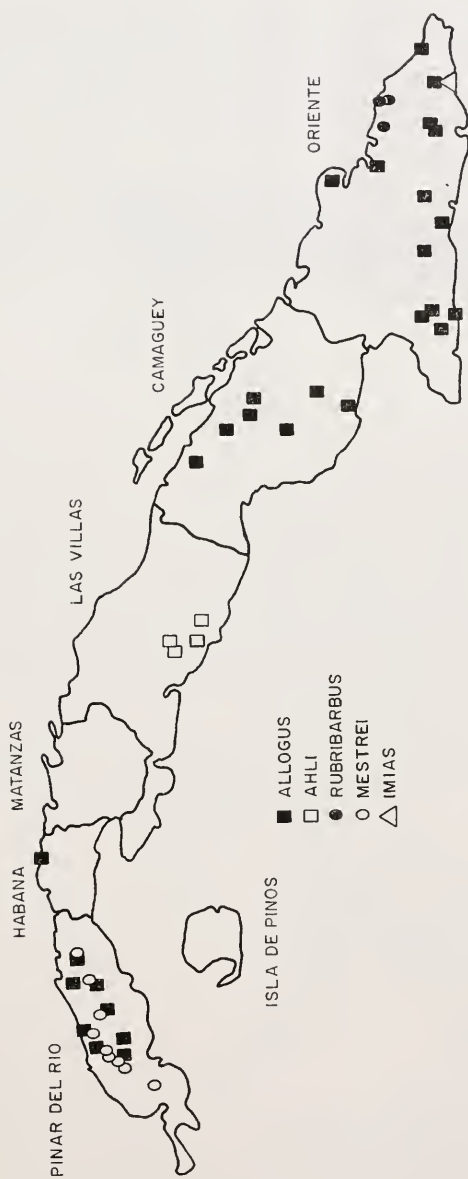 PINAR DEL RIO
HABANA
MATANZAS
LAS VILLAS
CAMAGUEY
ORIENTE
ISLA DE PINOS
■ ALLOGUS
□ AHLI
● RUBRIBARBUS
○ MESTREI
△ IMIAS